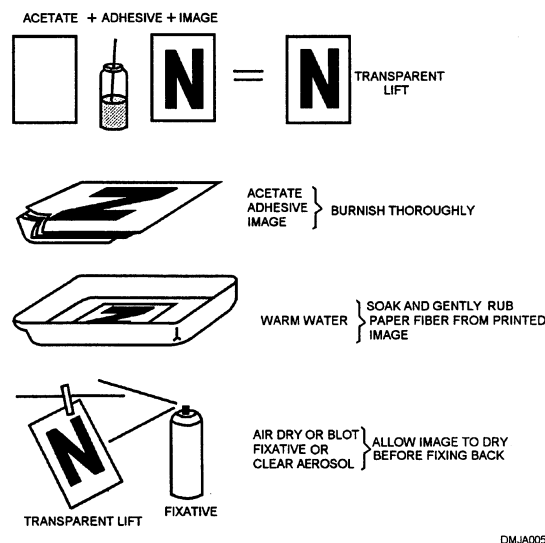 ACETATE + ADHESIVE + IMAGE
N
N
TRANSPARENT
LIFT
ACETATE
ADHESIVE
IMAGE
BURNISH THOROUGHLY
N
WARM WATER
SOAK AND GENTLY RUB
PAPER FIBER FROM PRINTED
IMAGE
N
N
AIR DRY OR BLOT
FIXATIVE OR
CLEAR AEROSOL
ALLOW IMAGE TO DRY
BEFORE FIXING BACK
FIXATIVE
TRANSPARENT LIFT
DMJA005